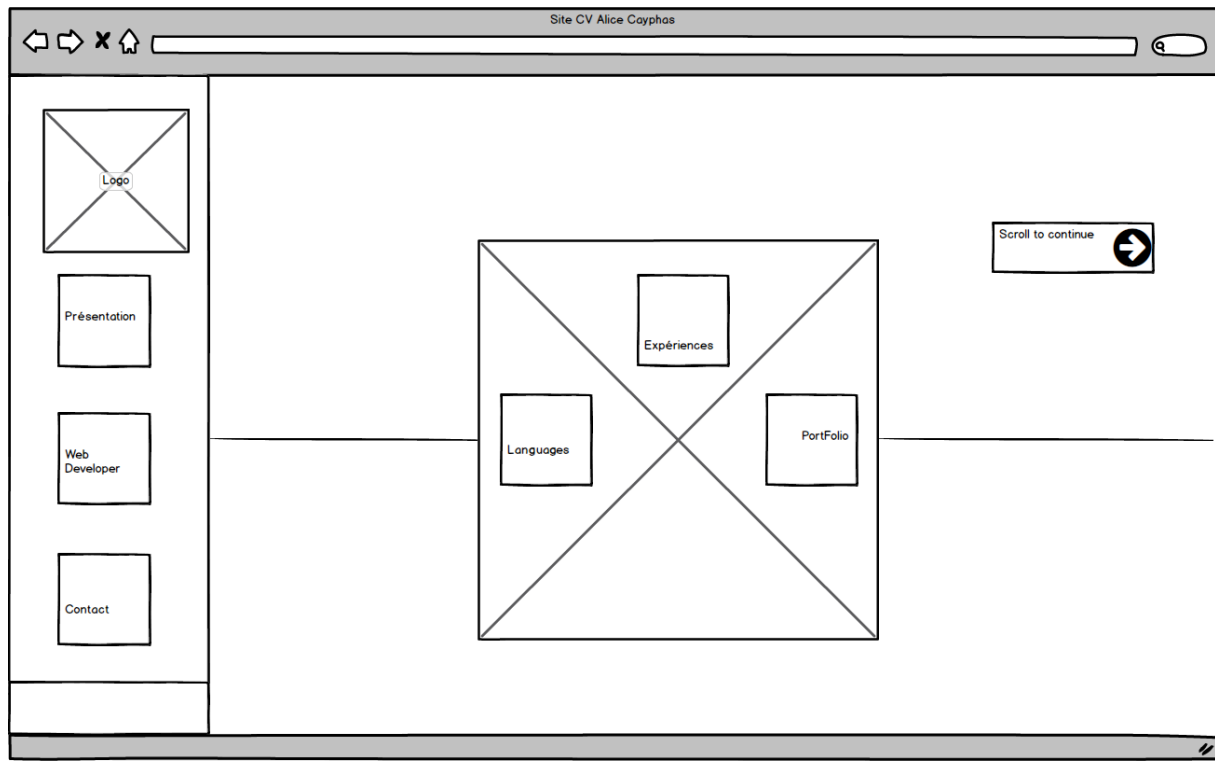 Site CV Alice Cayphas
Logo
Présentation
Web
Developer
Contact
Expériences
Languages
PortFolio
Scroll to continue